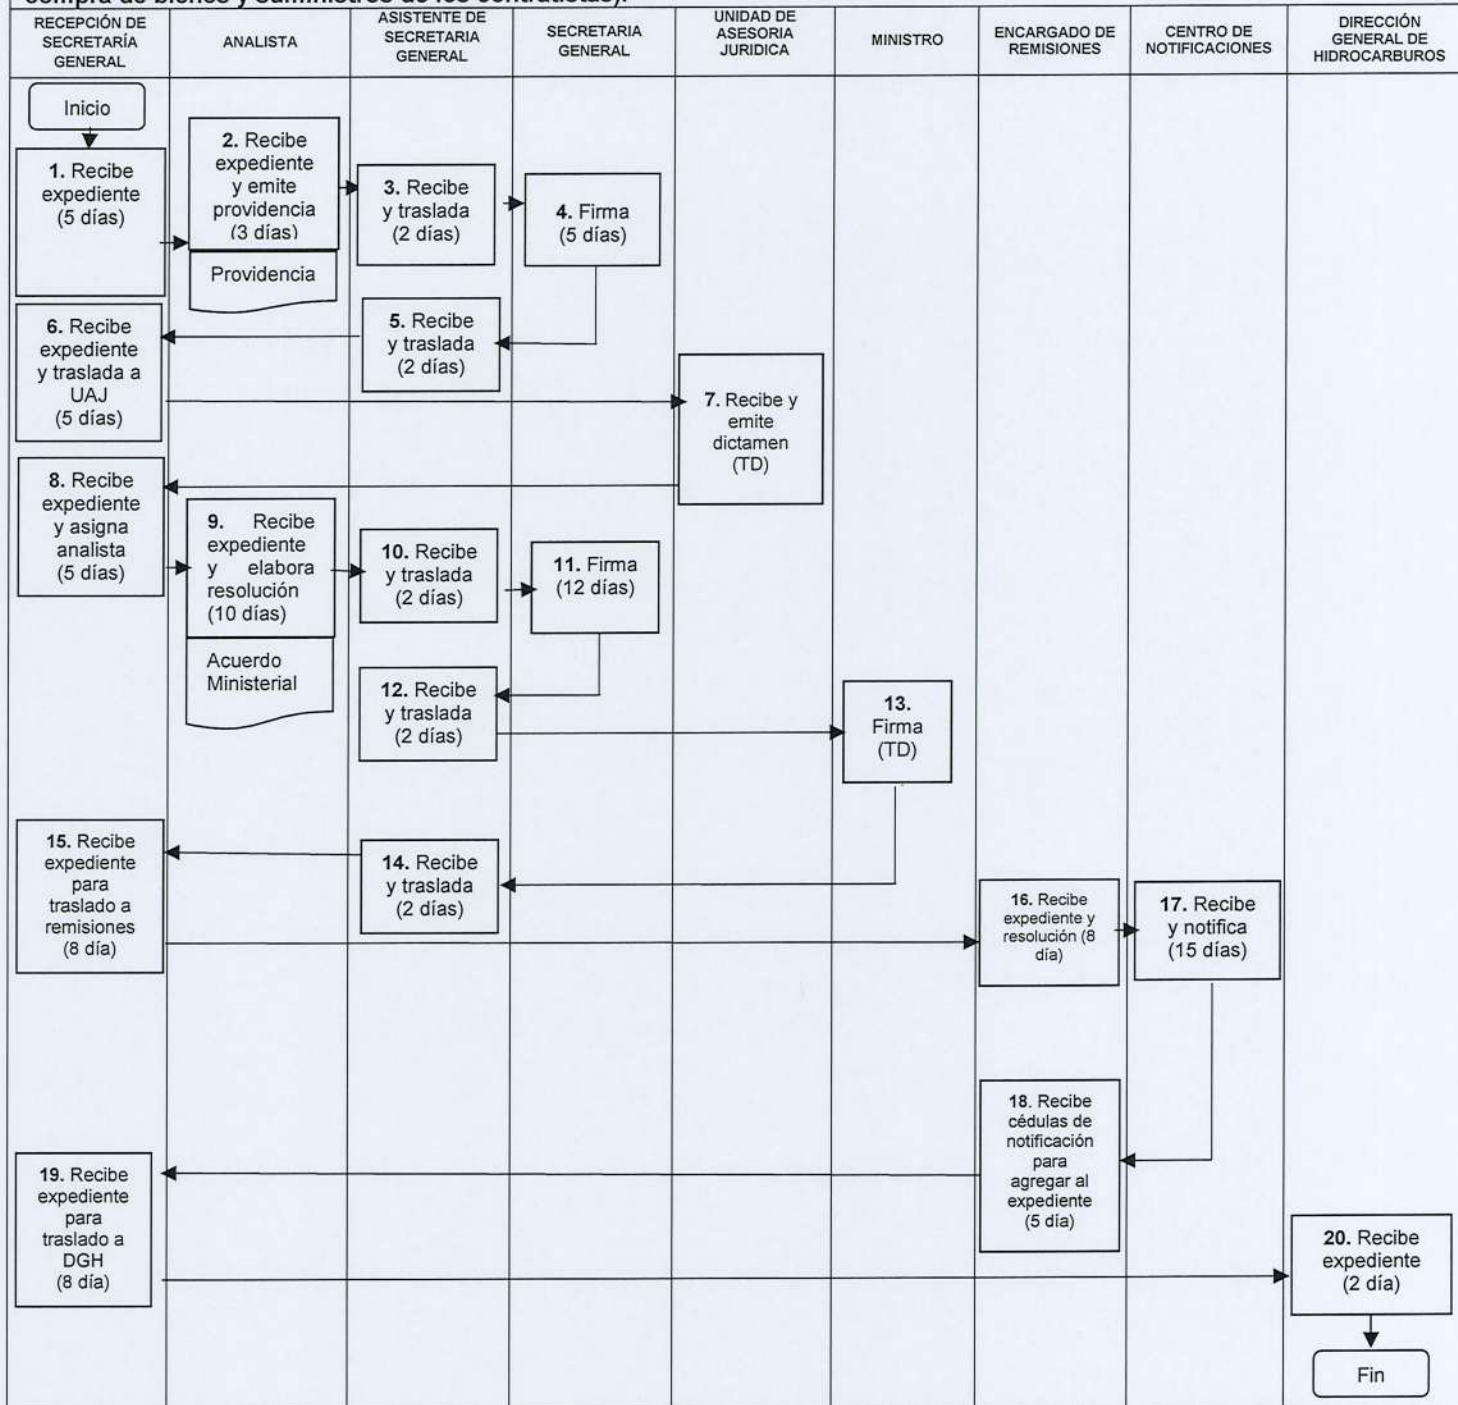 compra de bienes y suministros de los contratistas).
RECEPCIÓN DE
SECRETARÍA
GENERAL
ANALISTA
ASISTENTE DE
SECRETARIA
GENERAL
SECRETARIA
GENERAL
UNIDAD DE
ASESORIA
JURIDICA
MINISTRO
ENCARGADO DE
REMISIONES
CENTRO DE
NOTIFICACIONES
DIRECCIÓN
GENERAL DE
HIDROCARBUROS
Inicio
1. Recibe
expediente
(5 días)
2. Recibe
expediente
y emite
providencia
(3 días)
Providencia
3. Recibe
y traslada
(2 días)
4. Firma
(5 días)
5. Recibe
y traslada
(2 días)
6. Recibe
expediente
y traslada a
UAJ
(5 días)
7. Recibe y
emite
dictamen
(TD)
8. Recibe
expediente
y asigna
analista
(5 días)
9. Recibe
expediente
y elabora
resolución
(10 días)
Acuerdo
Ministerial
10. Recibe
y traslada
(2 días)
11. Firma
(12 días)
12. Recibe
y traslada
(2 días)
13.
Firma
(TD)
14. Recibe
y traslada
(2 días)
15. Recibe
expediente
para
traslado a
remisiones
(8 día)
16. Recibe
expediente y
resolución (8
día)
17. Recibe
y notifica
(15 días)
18. Recibe
cédulas de
notificación
para
agregar al
expediente
(5 día)
19. Recibe
expediente
para
traslado a
DGH
(8 día)
20. Recibe
expediente
(2 día)
Fin